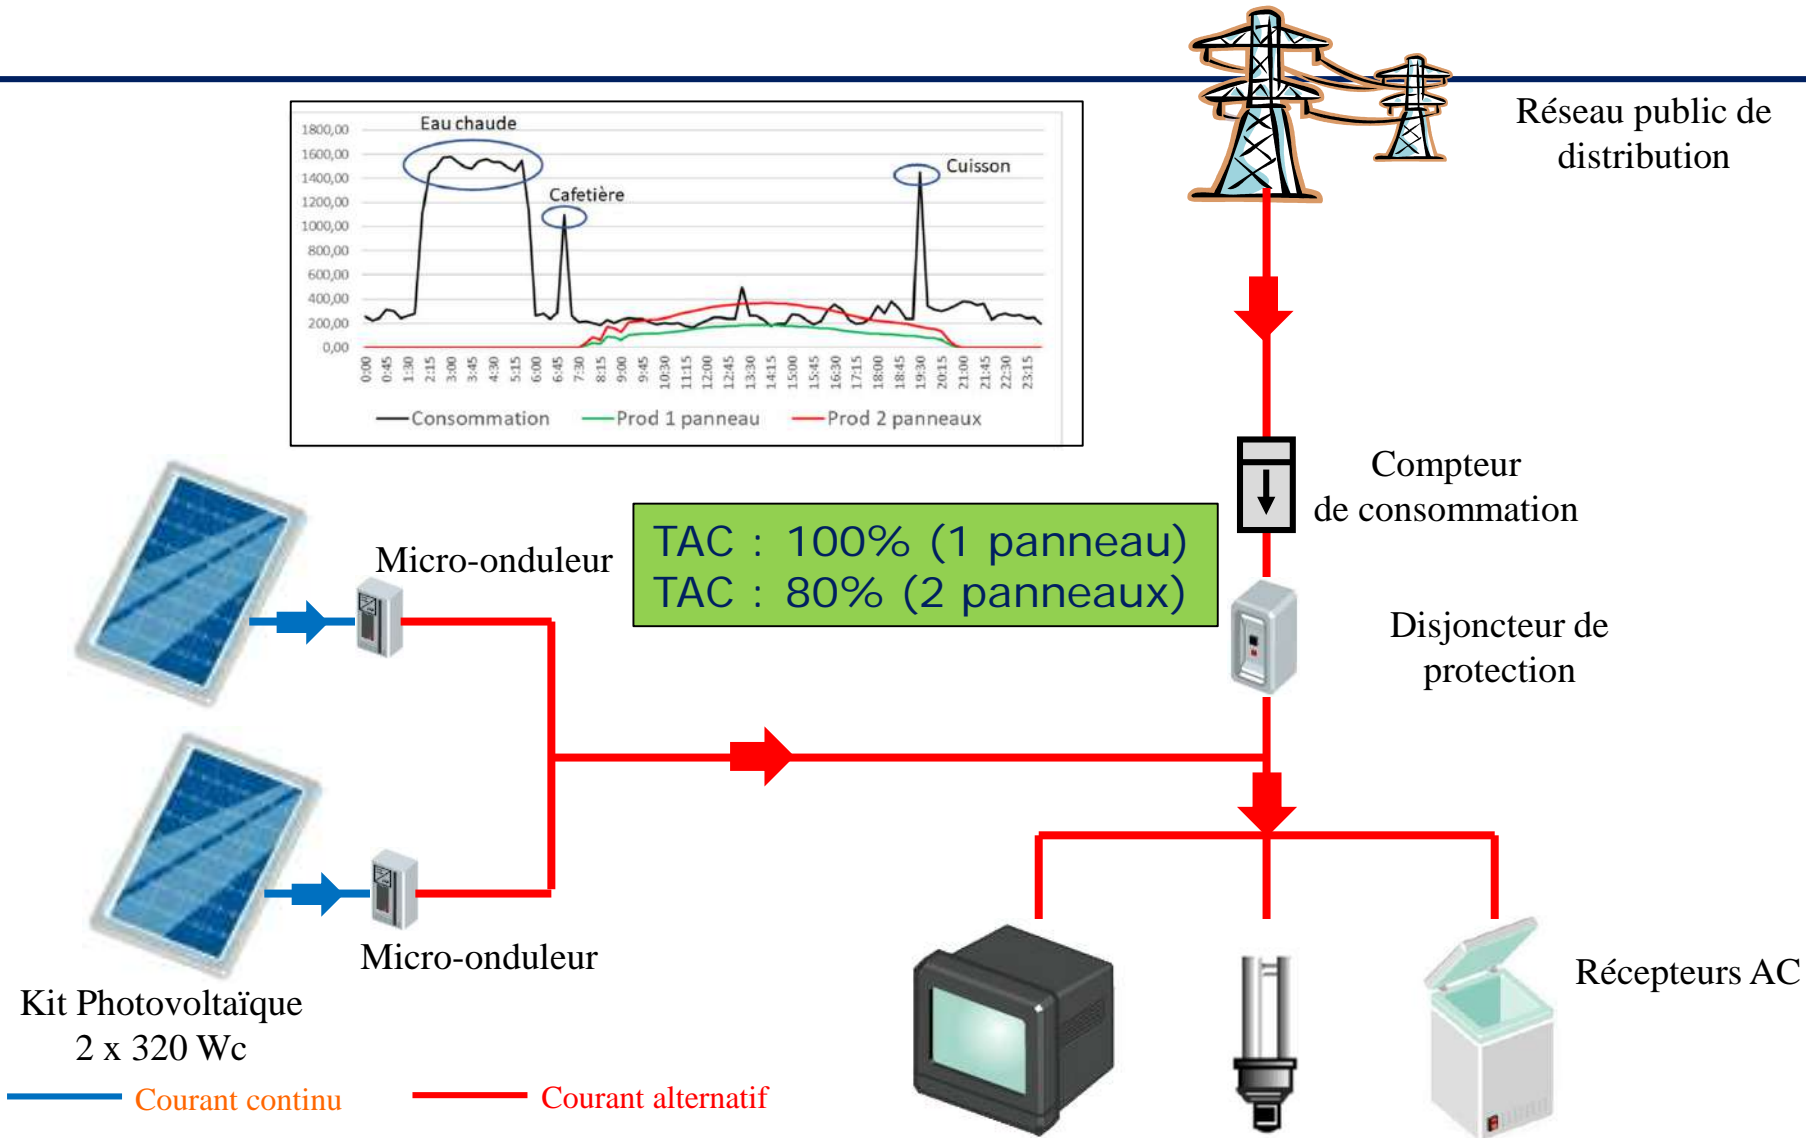 Réseau public de
distribution
1800,00
1600,00
1400,00
1200,00
1000,00
800,00
600,00
400,00
200,00
0,00
Eau chaude
Cafetière
Cuisson
0:00
0:45
1:30
2:15
3:00
3:45
4:30
5:15
6:00
6:45
7:30
8:15
9:00
9:45
10:30
11:15
12:00
12:45
13:30
14:15
15:00
15:45
16:30
17:15
18:00
18:45
19:30
20:15
21:00
21:45
22:30
23:15
Consommation
Prod 1 panneau
Prod 2 panneaux
Compteur
de consommation
TAC : 100% (1 panneau)
TAC : 80% (2 panneaux)
Micro-onduleur
Disjoncteur de
protection
Micro-onduleur
Récepteurs AC
Kit Photovoltaïque
2 x 320 Wc
Courant continu
Courant alternatif